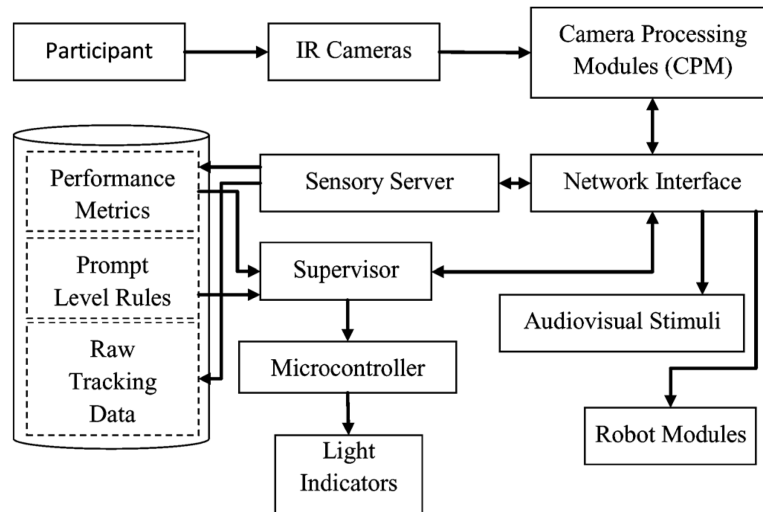 Participant
IR Cameras
Camera Processing
Modules (CPM)
Performance
Metrics
Sensory Server
Network Interface
Prompt
Level Rules
Supervisor
Audiovisual Stimuli
Raw
Tracking
Data
Microcontroller
Robot Modules
Light
Indicators